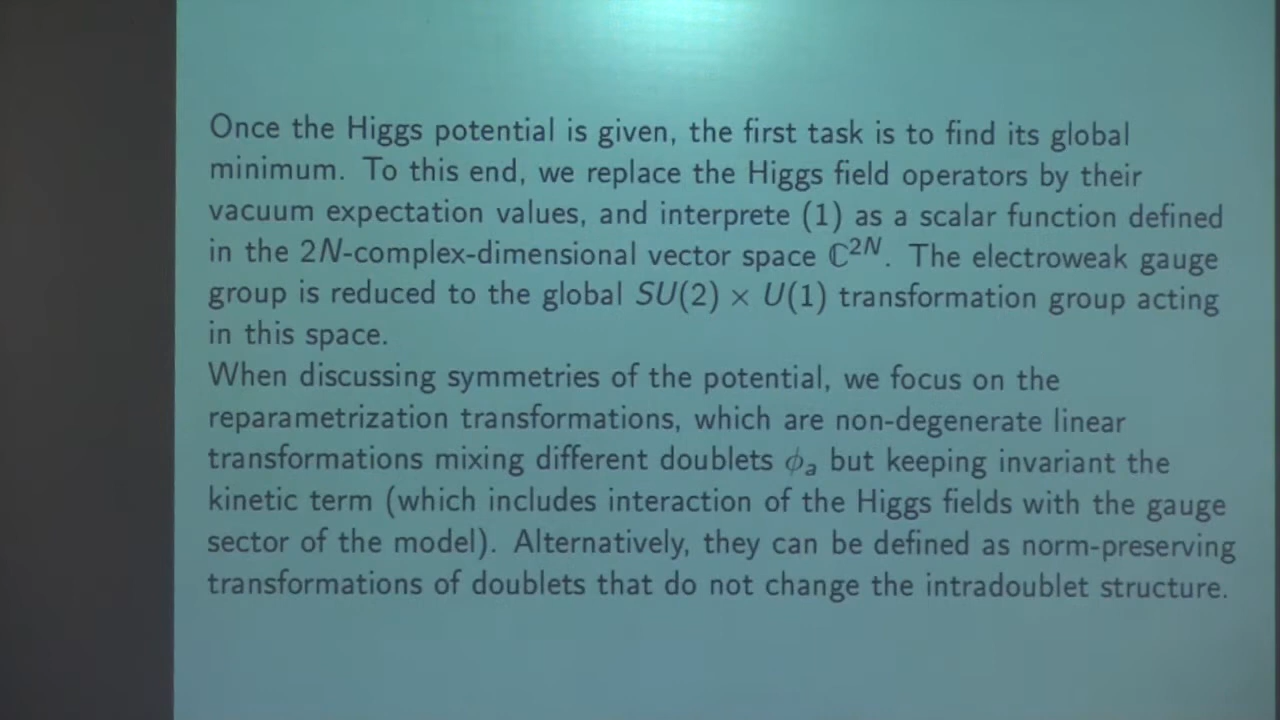 Once the Higgs potential is given, the first task is to find its global
minimum. To this end, we replace the Higgs field operators by their
vacuum expectation values, and interprete (1) as a scalar function defined
in the 2N-complex-dimensional vector space ℂ²ᴺ. The electroweak gauge
group is reduced to the global SU(2) × U(1) transformation group acting
in this space.
When discussing symmetries of the potential, we focus on the
reparametrization transformations, which are non-degenerate linear
transformations mixing different doublets ϕₐ but keeping invariant the
kinetic term (which includes interaction of the Higgs fields with the gauge
sector of the model). Alternatively, they can be defined as norm-preserving
transformations of doublets that do not change the intradoublet structure.